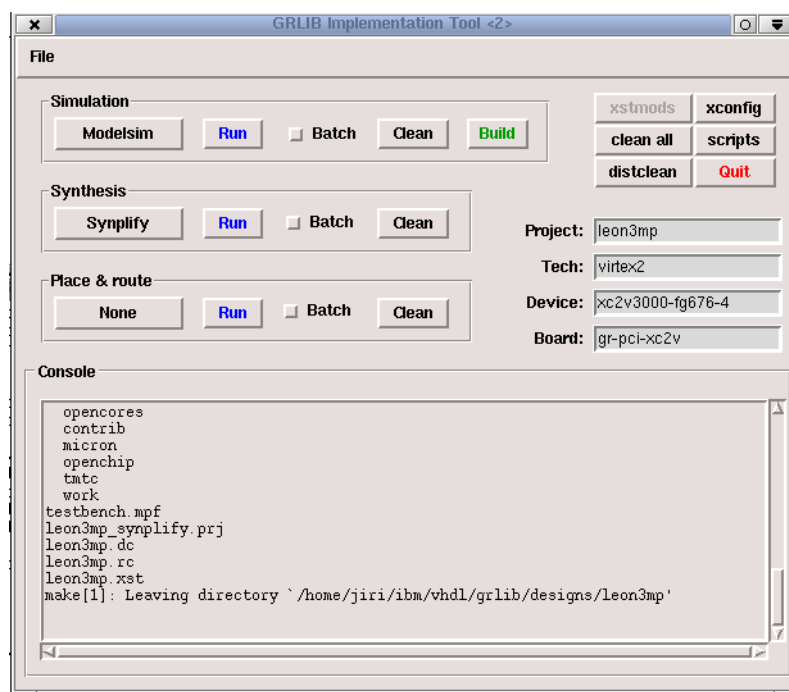 GRLIB Implementation Tool <2>
File
Simulation
Modelsim Run Batch Clean Build
xstmods xconfig
clean all scripts
distclean Quit
Synthesis
Synplify Run Batch Clean
Place & route
None Run Batch Clean
Project: leon3mp
Tech: virtex2
Device: xc2v3000-fg676-4
Board: gr-pci-xc2v
Console
opencores
contrib
micron
openchip
tmtc
work
testbench.mpf
leon3mp_synplify.prj
leon3mp.dc
leon3mp.rc
leon3mp.xst
make[1]: Leaving directory `/home/jiri/ibm/vhdl/grlib/designs/leon3mp'